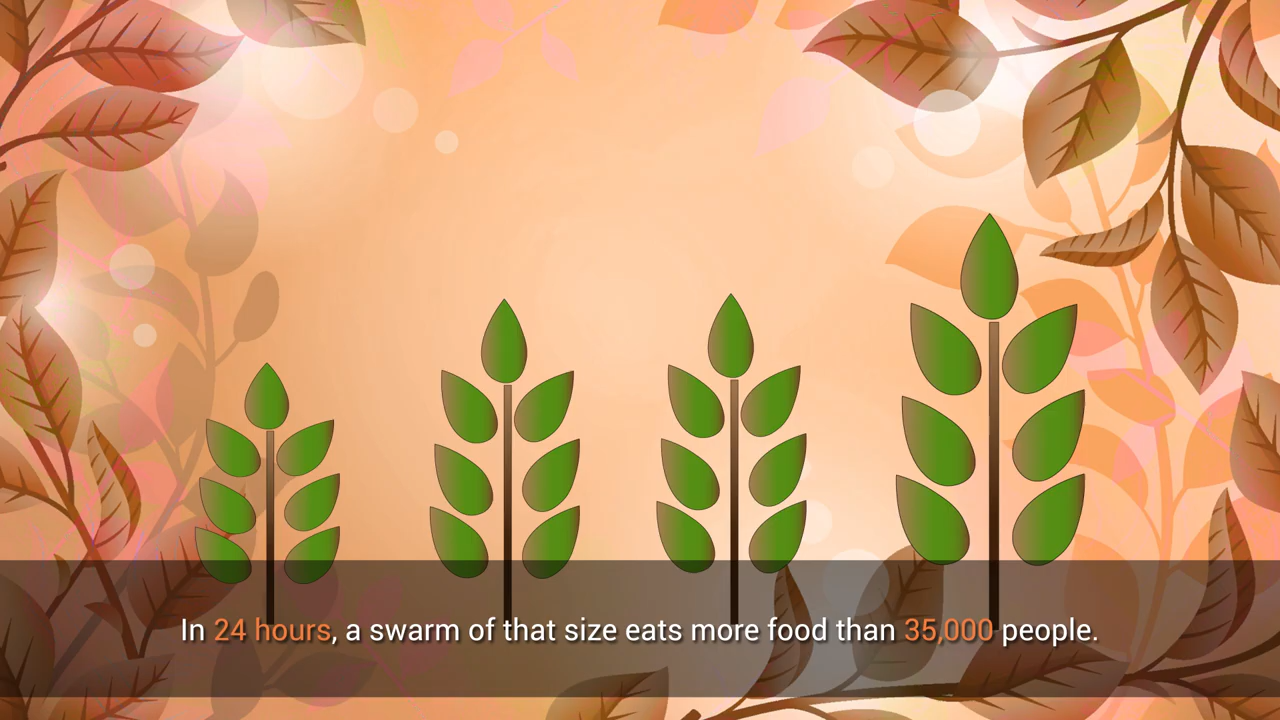 In 24 hours, a swarm of that size eats more food than 35,000 people.